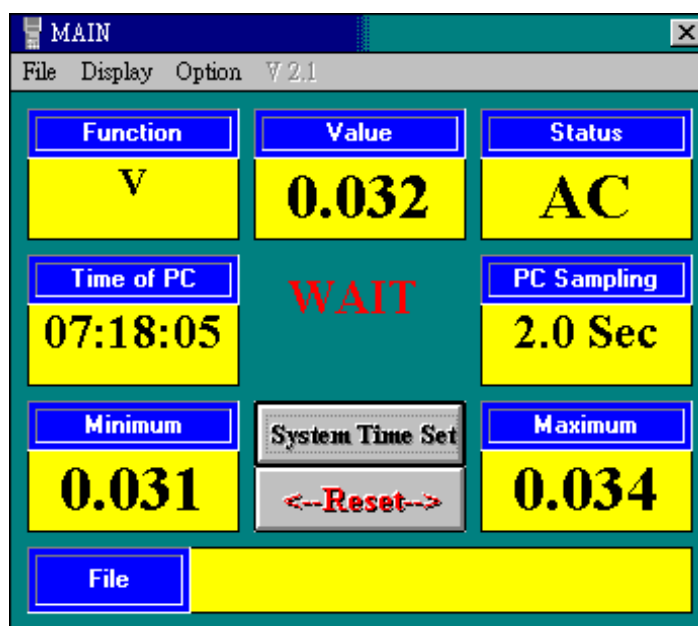 MAIN
File Display Option V 2.1
Function Value Status
V 0.032 AC
Time of PC WAIT PC Sampling
07:18:05 2.0 Sec
Minimum System Time Set Maximum
0.031 <--Reset--> 0.034
File